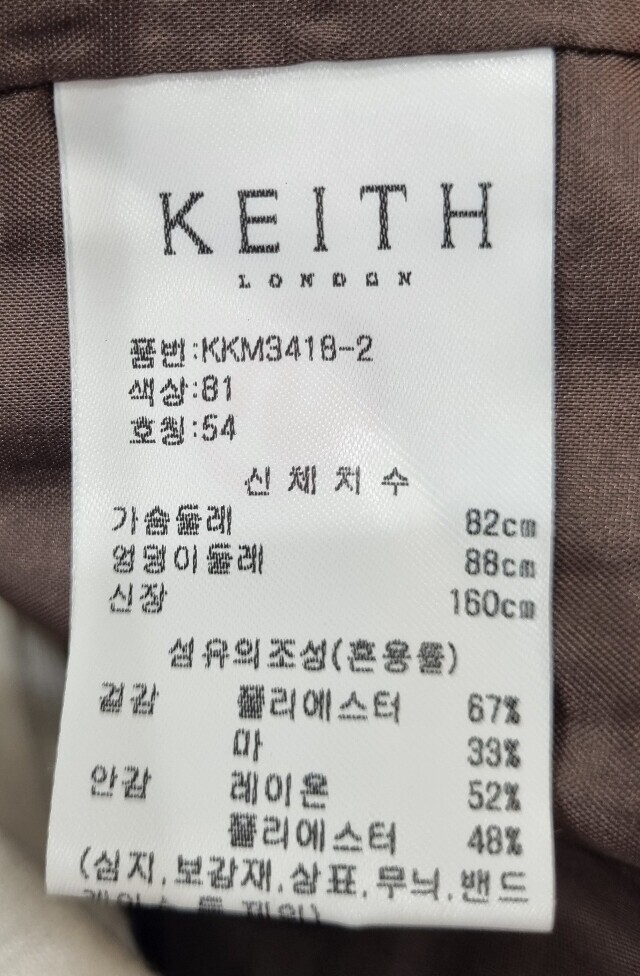 KEITH
LONDON
품번:KKM3418-2
색상:81
호칭:54
신체치수
가슴둘레 82cm
엉덩이둘레 88cm
신장 160cm
섬유의조성(혼용률)
겉감 폴리에스터 67%
마 33%
안감 레이온 52%
폴리에스터 48%
(심지,보강재,상표,무늬,밴드